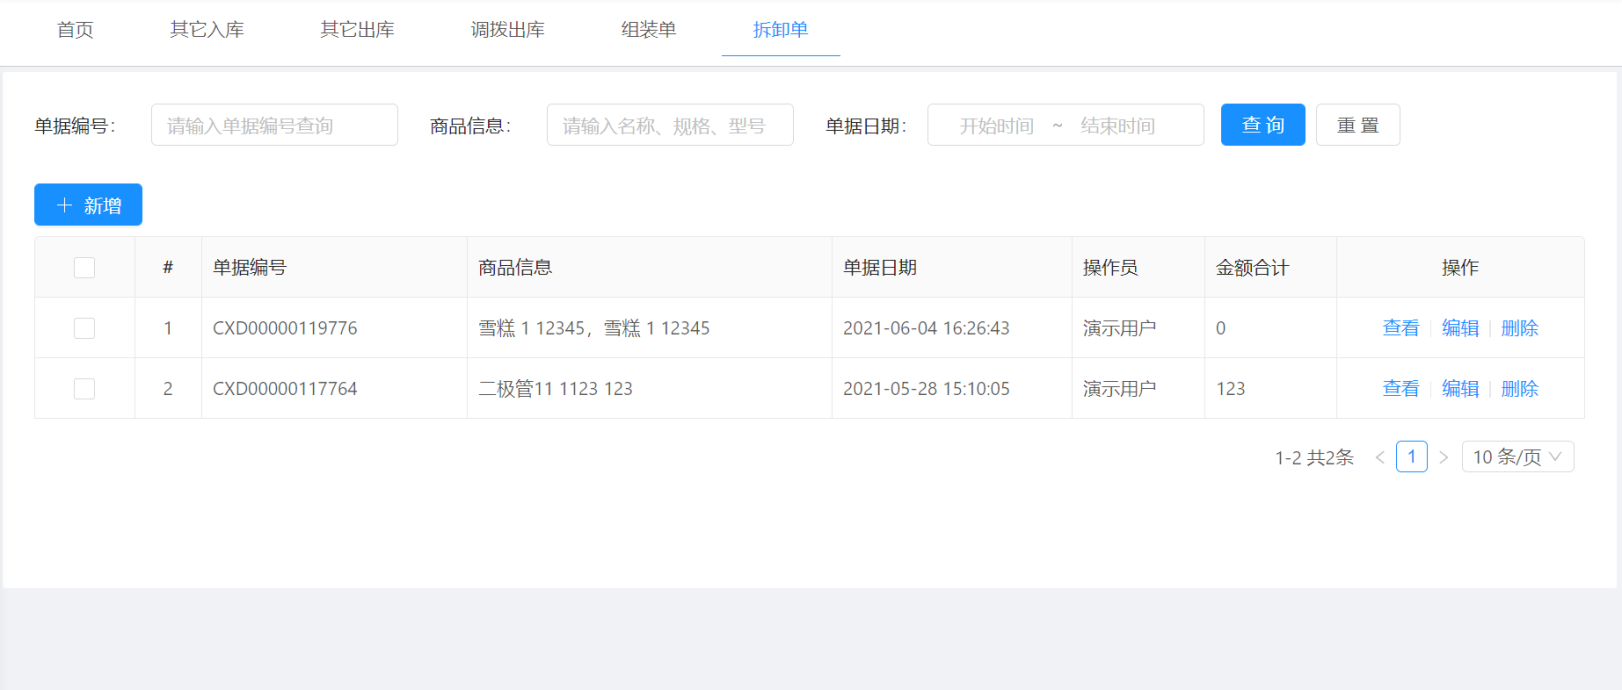 首页 其它入库 其它出库 调拨出库 组装单 拆卸单
单据编号： 请输入单据编号查询 商品信息： 请输入名称、规格、型号 单据日期： 开始时间 ~ 结束时间 查 询 重 置
+ 新增
# 单据编号 商品信息 单据日期 操作员 金额合计 操作
1 CXD00000119776 雪糕 1 12345，雪糕 1 12345 2021-06-04 16:26:43 演示用户 0 查看 编辑 删除
2 CXD00000117764 二极管11 1123 123 2021-05-28 15:10:05 演示用户 123 查看 编辑 删除
1-2 共2条 < 1 > 10 条/页